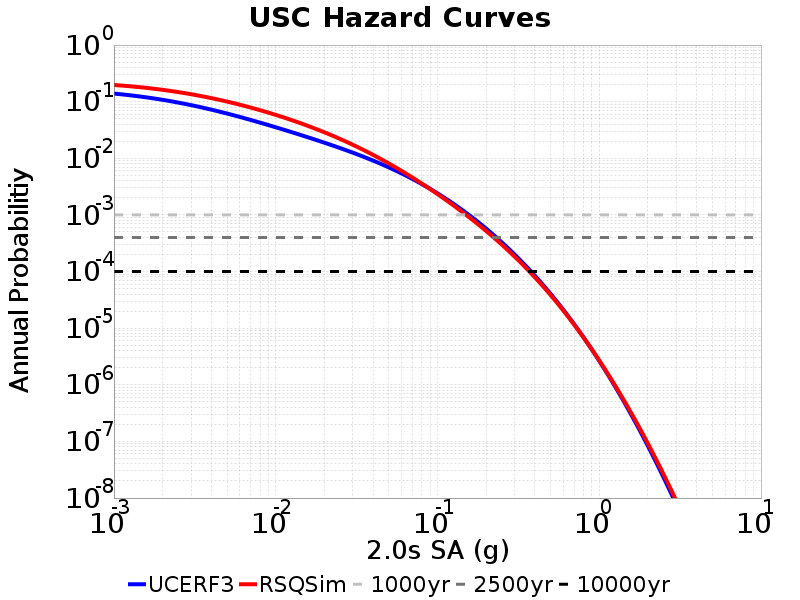 USC Hazard Curves
10^0
10^-1
10^-2
10^-3
10^-4
10^-5
10^-6
10^-7
10^-8
Annual Probabilitiy
10^-3 10^-2 10^-1 10^0 10^1
2.0s SA (g)
UCERF3 RSQSim 1000yr 2500yr 10000yr